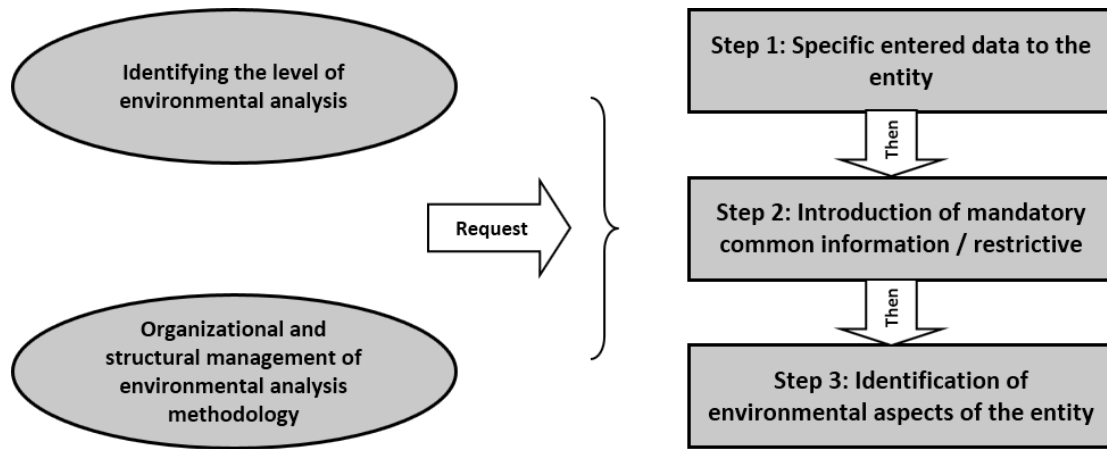 Identifying the level of
environmental analysis
Organizational and
structural management of
environmental analysis
methodology
Request
Step 1: Specific entered data to the
entity
Then
Step 2: Introduction of mandatory
common information / restrictive
Then
Step 3: Identification of
environmental aspects of the entity